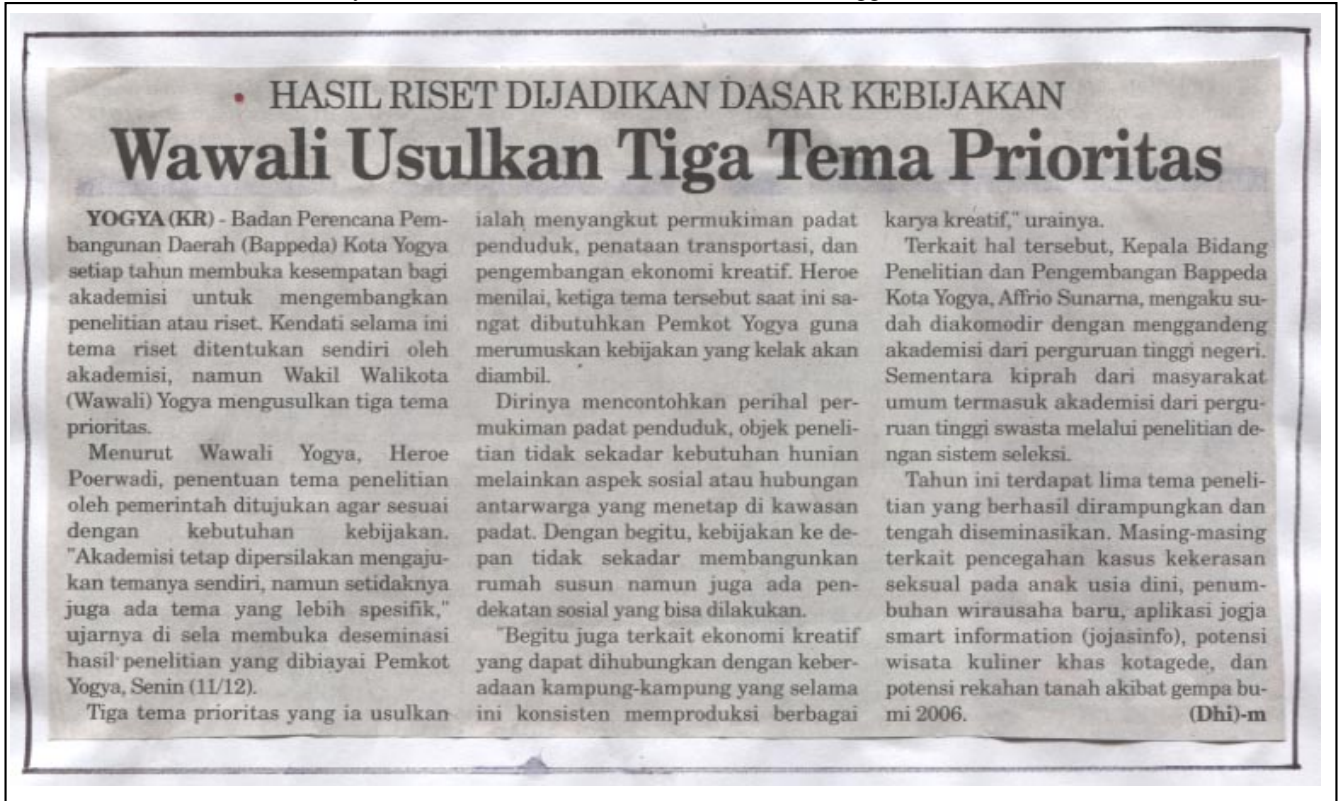 • HASIL RISET DIJADIKAN DASAR KEBIJAKAN
Wawali Usulkan Tiga Tema Prioritas
YOGYA (KR) - Badan Perencana Pem-
bangunan Daerah (Bappeda) Kota Yogya
setiap tahun membuka kesempatan bagi
akademisi untuk mengembangkan
penelitian atau riset. Kendati selama ini
tema riset ditentukan sendiri oleh
akademisi, namun Wakil Walikota
(Wawali) Yogya mengusulkan tiga tema
prioritas.
Menurut Wawali Yogya, Heroe
Poerwadi, penentuan tema penelitian
oleh pemerintah ditujukan agar sesuai
dengan kebutuhan kebijakan.
"Akademisi tetap dipersilakan mengaju-
kan temanya sendiri, namun setidaknya
juga ada tema yang lebih spesifik,"
ujarnya di sela membuka deseminasi
hasil penelitian yang dibiayai Pemkot
Yogya, Senin (11/12).
Tiga tema prioritas yang ia usulkan
ialah menyangkut permukiman padat
penduduk, penataan transportasi, dan
pengembangan ekonomi kreatif. Heroe
menilai, ketiga tema tersebut saat ini sa-
ngat dibutuhkan Pemkot Yogya guna
merumuskan kebijakan yang kelak akan
diambil.
Dirinya mencontohkan perihal per-
mukiman padat penduduk, objek peneli-
tian tidak sekadar kebutuhan hunian
melainkan aspek sosial atau hubungan
antarwarga yang menetap di kawasan
padat. Dengan begitu, kebijakan ke de-
pan tidak sekadar membangunkan
rumah susun namun juga ada pen-
dekatan sosial yang bisa dilakukan.
"Begitu juga terkait ekonomi kreatif
yang dapat dihubungkan dengan keber-
adaan kampung-kampung yang selama
ini konsisten memproduksi berbagai
karya kreatif," urainya.
Terkait hal tersebut, Kepala Bidang
Penelitian dan Pengembangan Bappeda
Kota Yogya, Affrio Sunarna, mengaku su-
dah diakomodir dengan menggandeng
akademisi dari perguruan tinggi negeri.
Sementara kiprah dari masyarakat
umum termasuk akademisi dari pergu-
ruan tinggi swasta melalui penelitian de-
ngan sistem seleksi.
Tahun ini terdapat lima tema peneli-
tian yang berhasil dirampungkan dan
tengah diseminasikan. Masing-masing
terkait pencegahan kasus kekerasan
seksual pada anak usia dini, penum-
buhan wirausaha baru, aplikasi jogja
smart information (jojasinfo), potensi
wisata kuliner khas kotagede, dan
potensi rekahan tanah akibat gempa bu-
mi 2006. (Dhi)-m